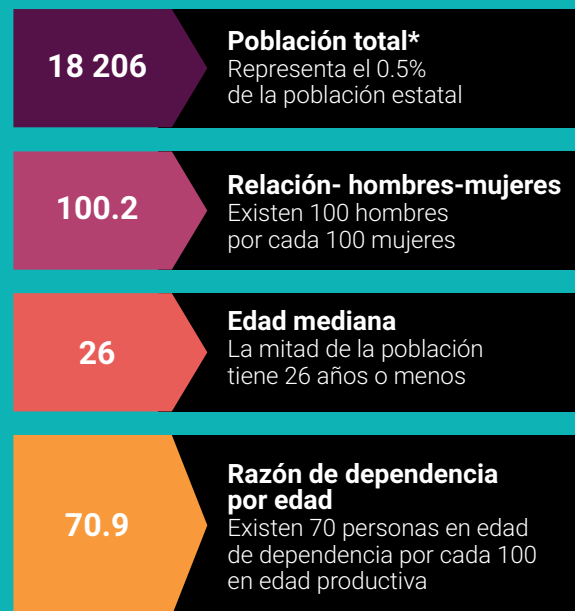 18 206
Población total*
Representa el 0.5%
de la población estatal
100.2
Relación- hombres-mujeres
Existen 100 hombres
por cada 100 mujeres
26
Edad mediana
La mitad de la población
tiene 26 años o menos
70.9
Razón de dependencia
por edad
Existen 70 personas en edad
de dependencia por cada 100
en edad productiva